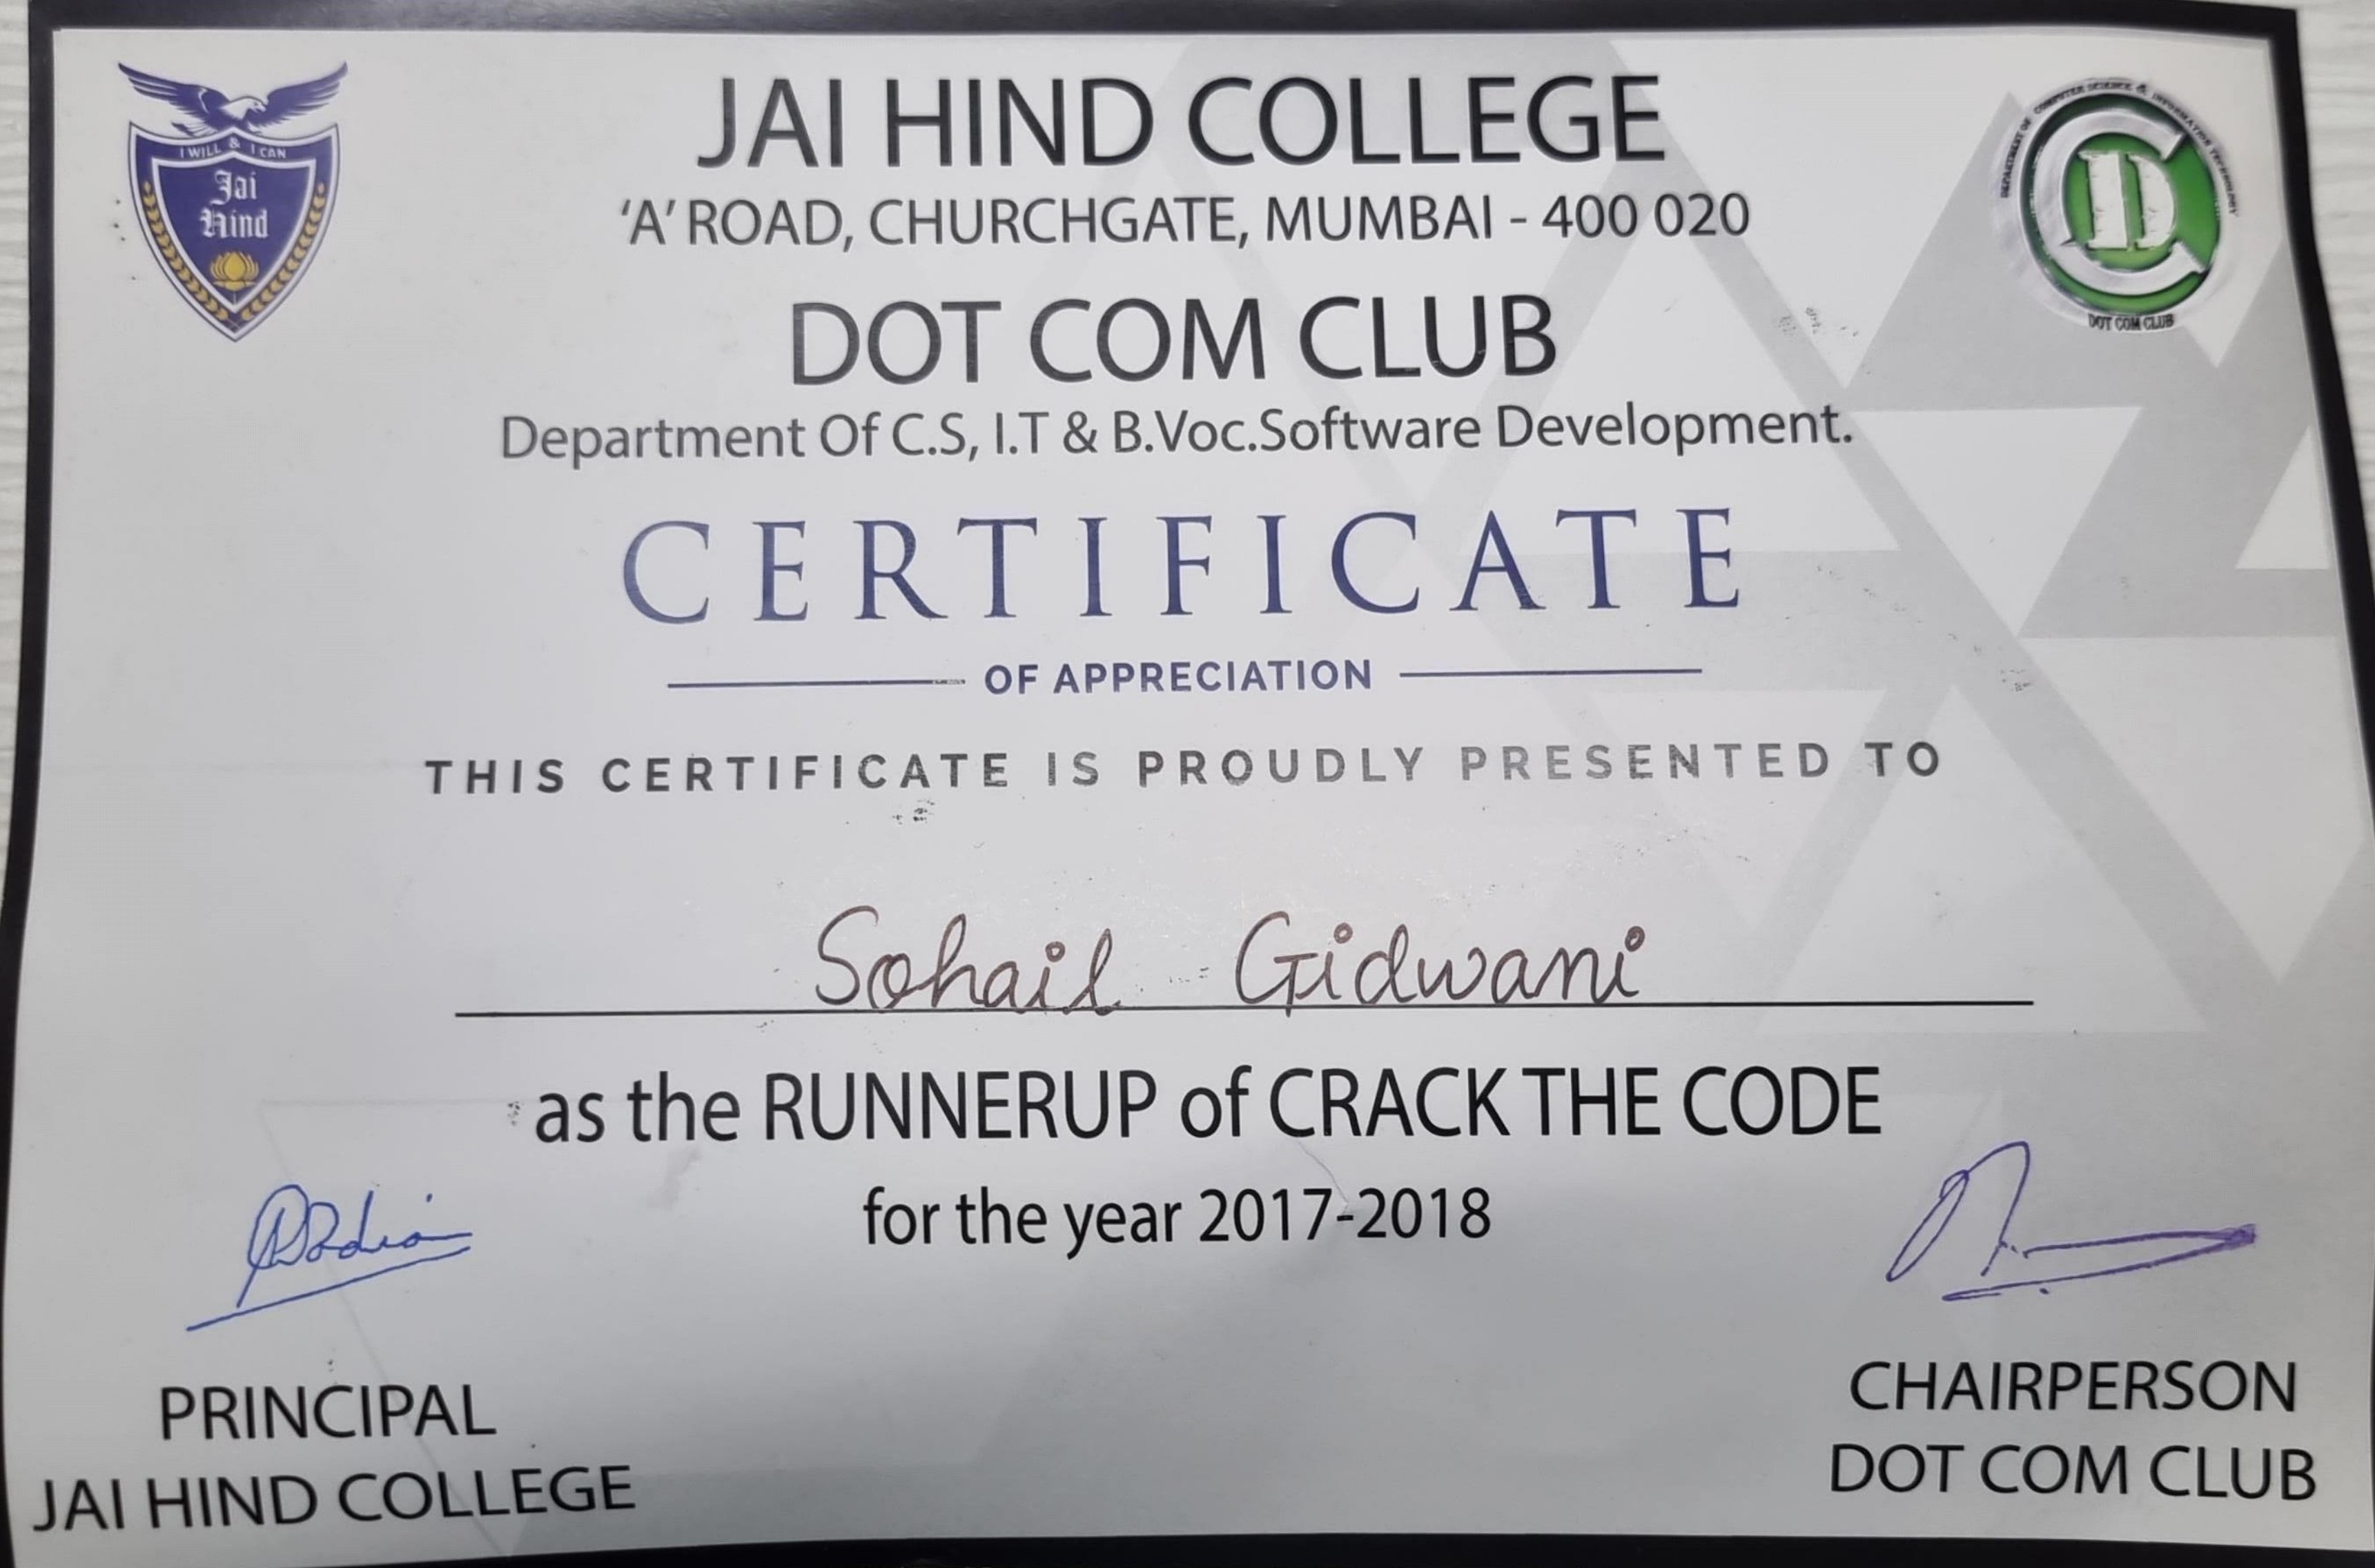 JAI HIND COLLEGE
'A' ROAD, CHURCHGATE, MUMBAI - 400 020
I WILL & I CAN
Jai
Hind
DEPARTMENT OF COMPUTER SCIENCE & INFORMATION TECHNOLOGY
CD
DOT COM CLUB
DOT COM CLUB
Department Of C.S, I.T & B.Voc.Software Development.
CERTIFICATE
OF APPRECIATION
THIS CERTIFICATE IS PROUDLY PRESENTED TO
Sohail Gidwani
as the RUNNERUP of CRACK THE CODE
for the year 2017-2018
PRINCIPAL
JAI HIND COLLEGE
CHAIRPERSON
DOT COM CLUB